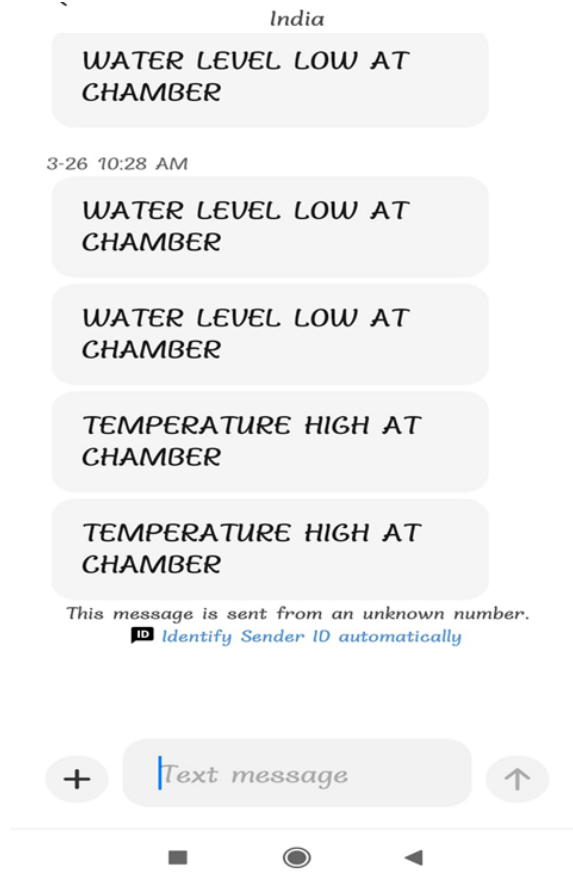 India
WATER LEVEL LOW AT
CHAMBER
3-26 10:28 AM
WATER LEVEL LOW AT
CHAMBER
WATER LEVEL LOW AT
CHAMBER
TEMPERATURE HIGH AT
CHAMBER
TEMPERATURE HIGH AT
CHAMBER
This message is sent from an unknown number.
ID Identify Sender ID automatically
Text message